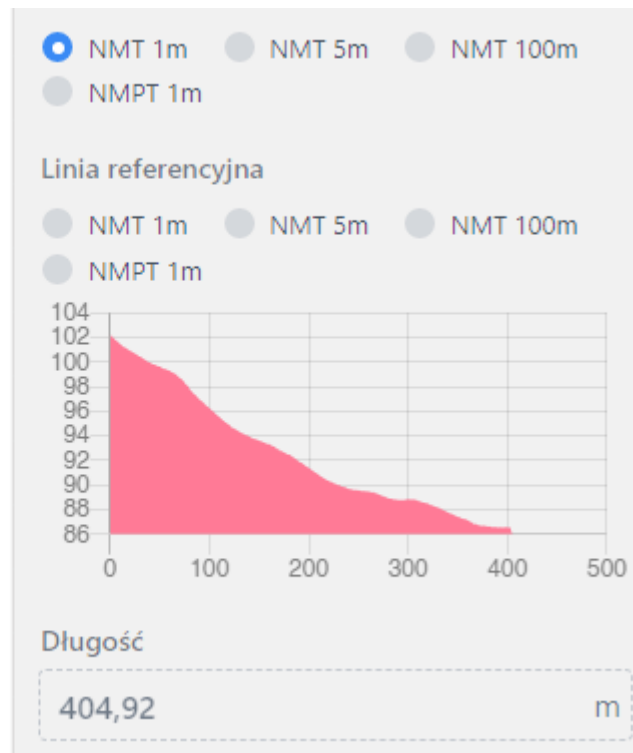 NMT 1m NMT 5m NMT 100m
NMPT 1m
Linia referencyjna
NMT 1m NMT 5m NMT 100m
NMPT 1m
104
102
100
98
96
94
92
90
88
86
0 100 200 300 400 500
Długość
404,92 m